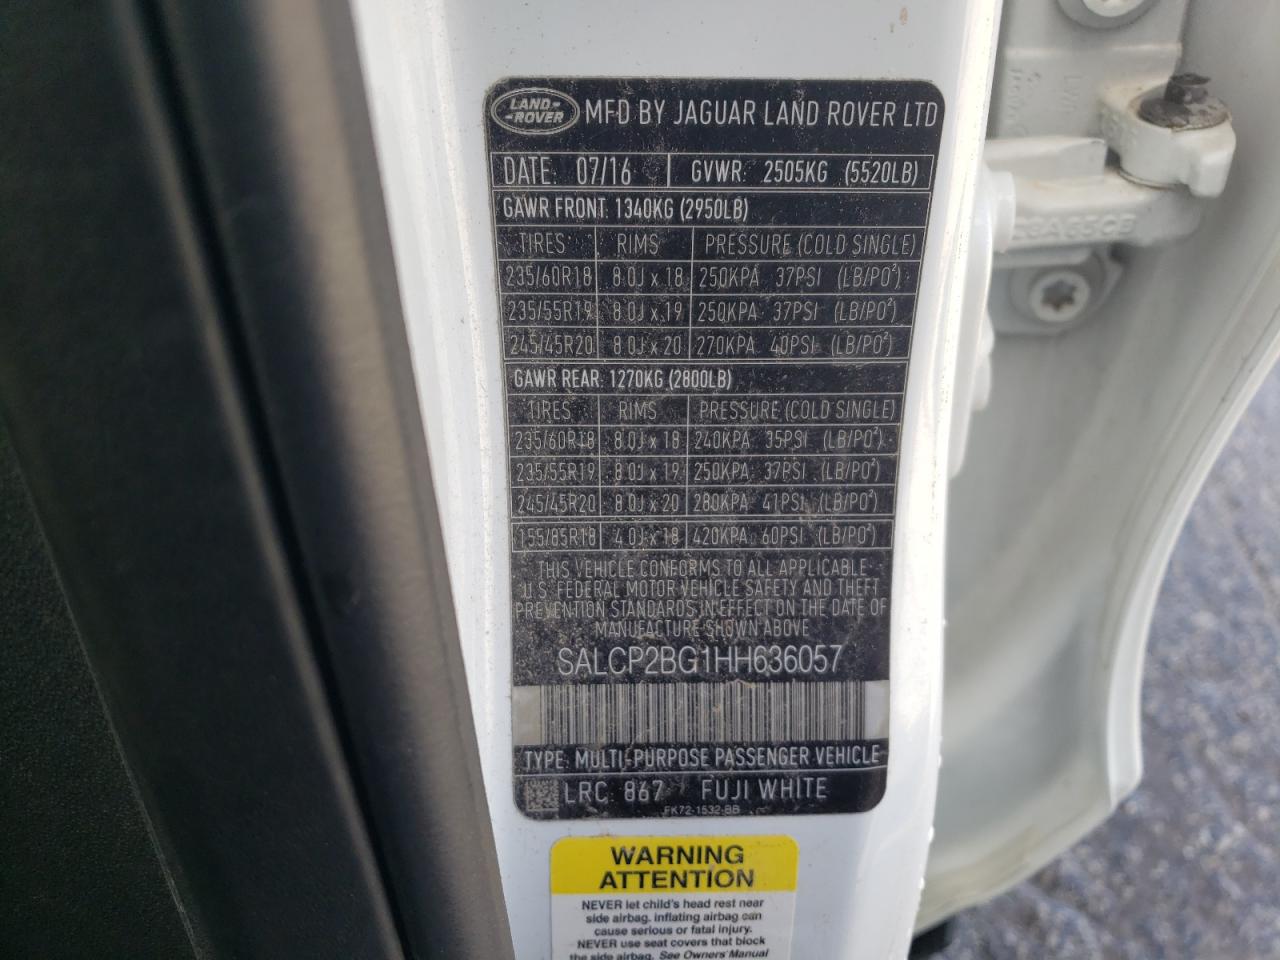 LAND-
-ROVER
MFD BY JAGUAR LAND ROVER LTD
DATE: 07/16 GVWR: 2505KG (5520LB)
GAWR FRONT: 1340KG (2950LB)
TIRES RIMS PRESSURE (COLD SINGLE)
235/60R18 8.0J x 18 250KPA 37PSI (LB/PO²)
235/55R19 8.0J x 19 250KPA 37PSI (LB/PO²)
245/45R20 8.0J x 20 270KPA 40PSI (LB/PO²)
GAWR REAR: 1270KG (2800LB)
TIRES RIMS PRESSURE (COLD SINGLE)
235/60R18 8.0J x 18 240KPA 35PSI (LB/PO²)
235/55R19 8.0J x 19 250KPA 37PSI (LB/PO²)
245/45R20 8.0J x 20 280KPA 41PSI (LB/PO²)
155/85R18 4.0J x 18 420KPA 60PSI (LB/PO²)
THIS VEHICLE CONFORMS TO ALL APPLICABLE
U.S. FEDERAL MOTOR VEHICLE SAFETY AND THEFT
PREVENTION STANDARDS IN EFFECT ON THE DATE OF
MANUFACTURE SHOWN ABOVE
SALCP2BG1HH636057
TYPE: MULTI-PURPOSE PASSENGER VEHICLE
LRC: 867 FUJI WHITE
FK72-1532-BB
WARNING
ATTENTION
NEVER let child's head rest near
side airbag. inflating airbag can
cause serious or fatal injury.
NEVER use seat covers that block
the side airbag. See Owners Manual